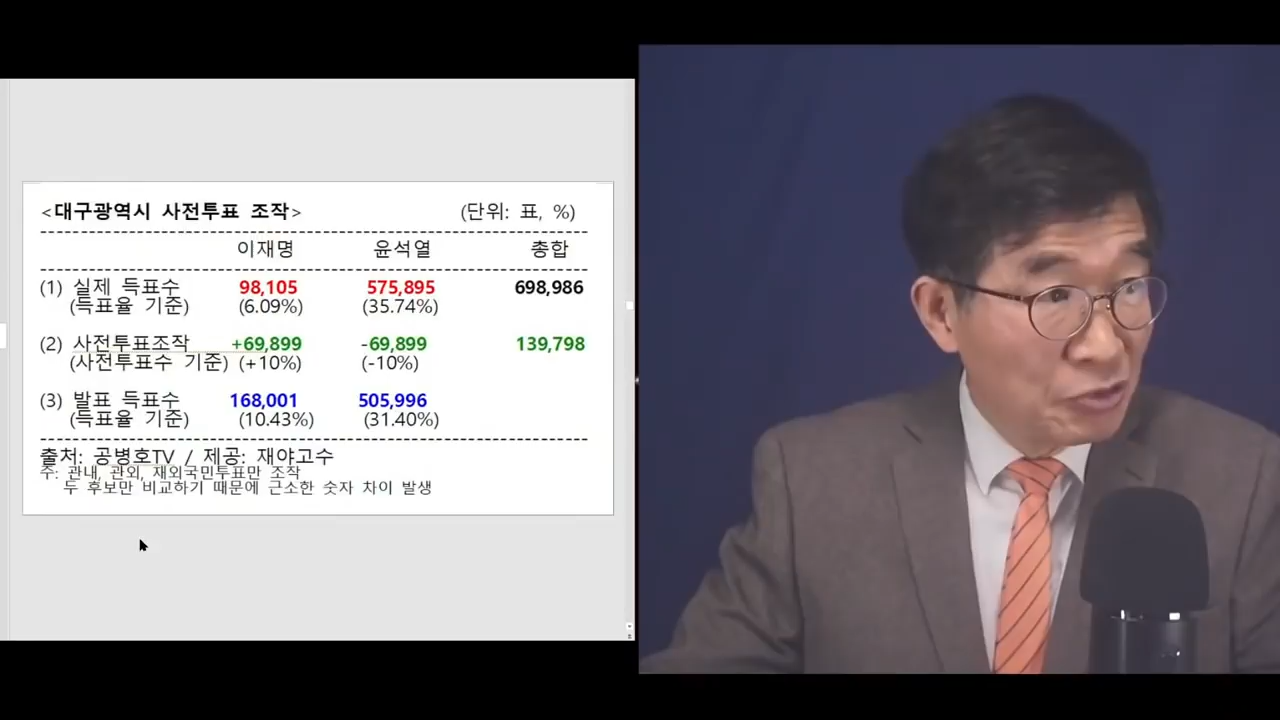 <대구광역시 사전투표 조작> (단위: 표, %)
이재명 윤석열 총합
(1) 실제 득표수 98,105 575,895 698,986
(득표율 기준) (6.09%) (35.74%)
(2) 사전투표조작 +69,899 -69,899 139,798
(사전투표수 기준) (+10%) (-10%)
(3) 발표 득표수 168,001 505,996
(득표율 기준) (10.43%) (31.40%)
출처: 공병호TV / 제공: 재야고수
주: 관내, 관외, 재외국민투표만 조작
두 후보만 비교하기 때문에 근소한 숫자 차이 발생